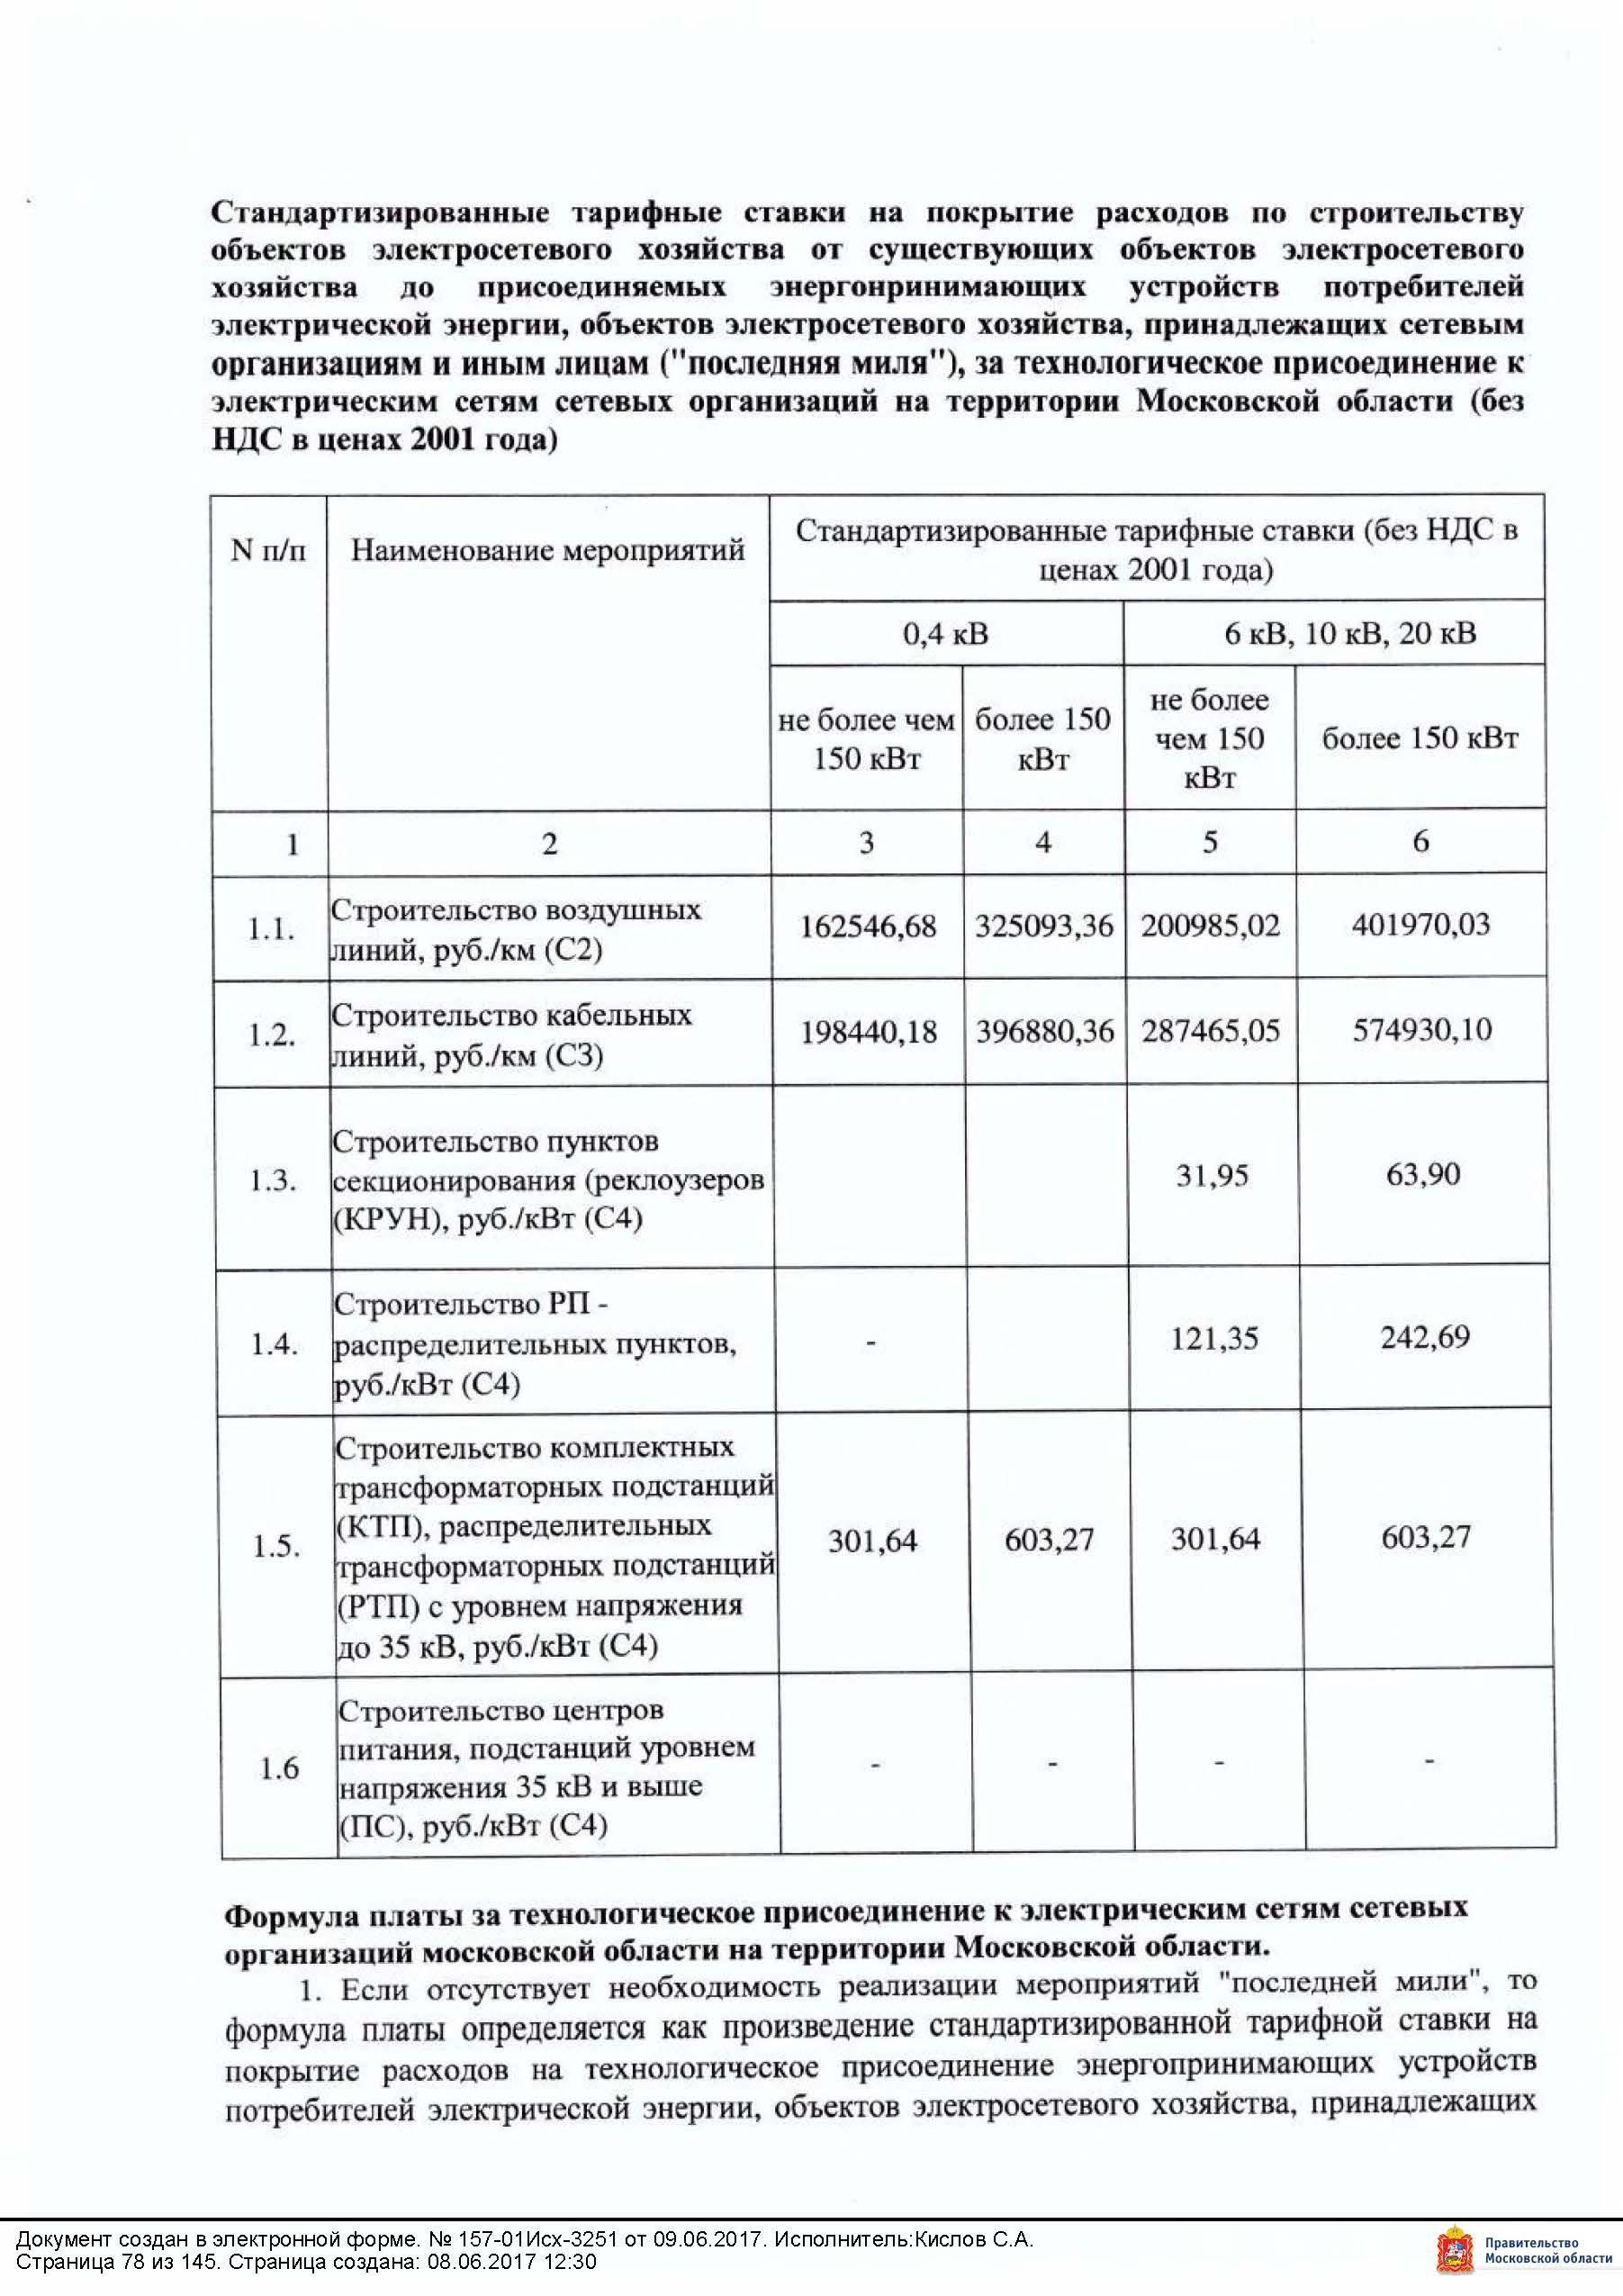 Стандартизированные тарифные ставки на покрытие расходов по строительству
объектов электросетевого хозяйства от существующих объектов электросетевого
хозяйства до присоединяемых энергонринимающих устройств потребителей
электрической энергии, объектов электросетевого хозяйства, принадлежащих сетевым
организациям и иным лицам ("последняя миля"), за технологическое присоединение к
электрическим сетям сетевых организаций на территории Московской области (без
НДС в ценах 2001 года)
N п/п
Наименование мероприятий
Стандартизированные тарифные ставки (без НДС в
ценах 2001 года)
0,4 кВ
6 кВ, 10 кВ, 20 кВ
не более чем
150 кВт
более 150
кВт
не более
чем 150
кВт
более 150 кВт
1 2 3 4 5 6
1.1.
Строительство воздушных
линий, руб./км (С2)
162546,68 325093,36 200985,02 401970,03
1.2.
Строительство кабельных
линий, руб./км (С3)
198440,18 396880,36 287465,05 574930,10
1.3.
Строительство пунктов
секционирования (реклоузеров
(КРУН), руб./кВт (С4)
31,95 63,90
1.4.
Строительство РП -
распределительных пунктов,
руб./кВт (С4)
- 121,35 242,69
1.5.
Строительство комплектных
трансформаторных подстанций
(КТП), распределительных
трансформаторных подстанций
(РТП) с уровнем напряжения
до 35 кВ, руб./кВт (С4)
301,64 603,27 301,64 603,27
1.6
Строительство центров
питания, подстанций уровнем
напряжения 35 кВ и выше
(ПС), руб./кВт (С4)
- - - -
Формула платы за технологическое присоединение к электрическим сетям сетевых
организаций московской области на территории Московской области.
1. Если отсутствует необходимость реализации мероприятий "последней мили", то
формула платы определяется как произведение стандартизированной тарифной ставки на
покрытие расходов на технологическое присоединение энергопринимающих устройств
потребителей электрической энергии, объектов электросетевого хозяйства, принадлежащих
Документ создан в электронной форме. № 157-01Исх-3251 от 09.06.2017. Исполнитель:Кислов С.А.
Страница 78 из 145. Страница создана: 08.06.2017 12:30
Правительство
Московской области